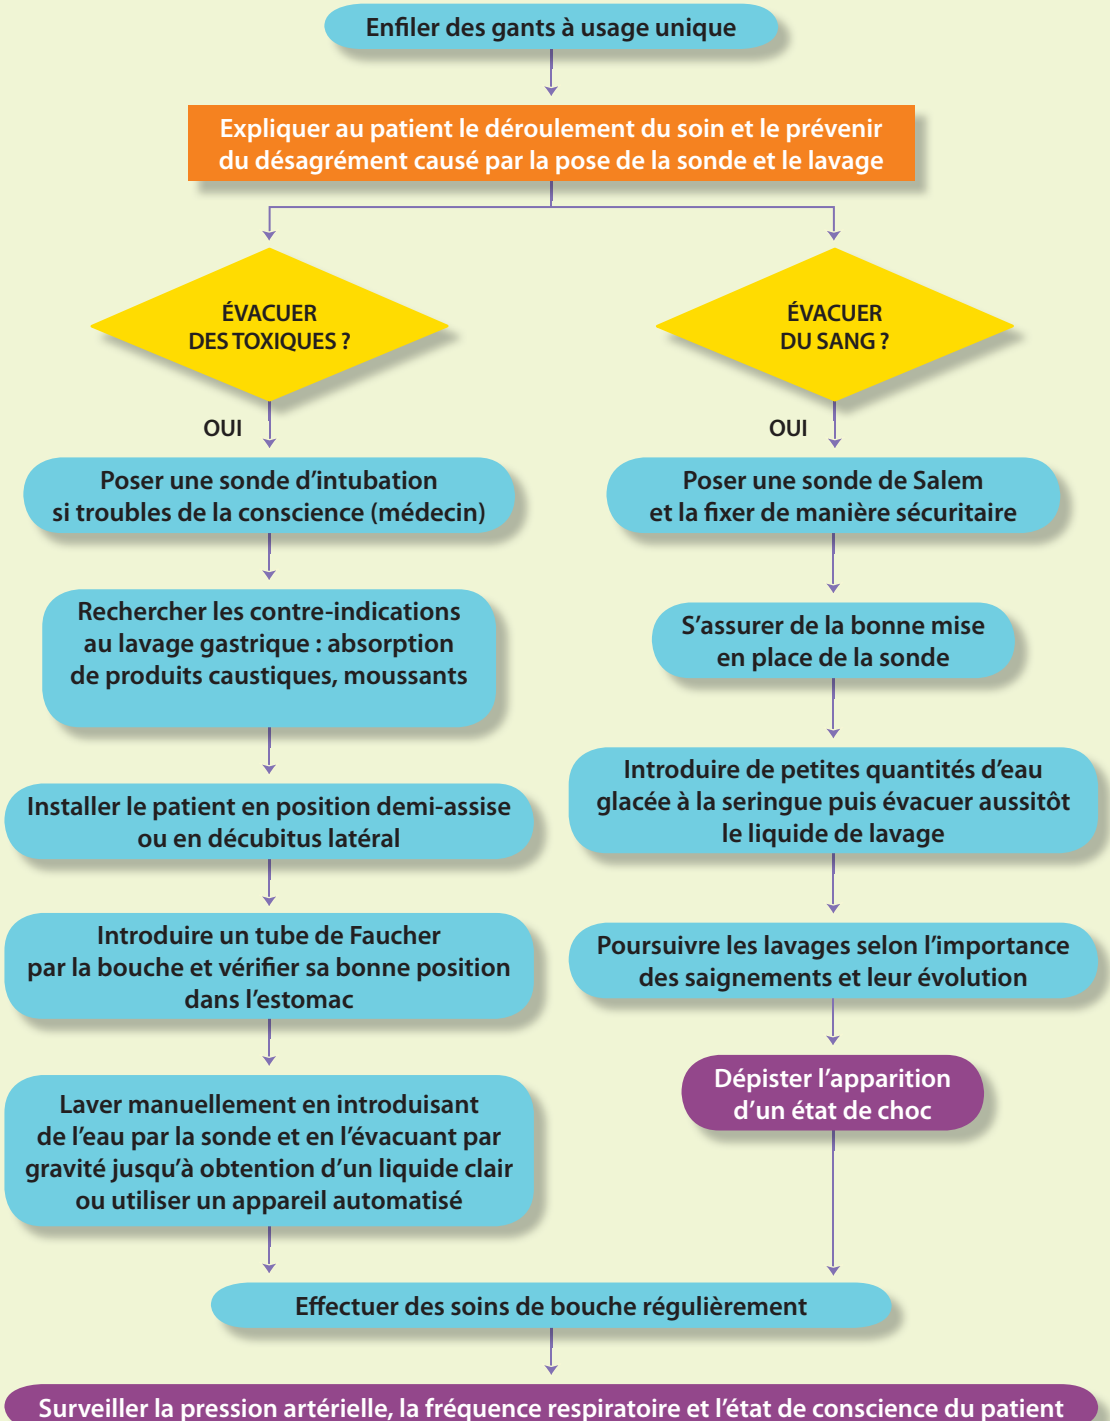 Enfiler des gants à usage unique
Expliquer au patient le déroulement du soin et le prévenir
du désagrément causé par la pose de la sonde et le lavage
ÉVACUER
DES TOXIQUES ?
OUI
Poser une sonde d'intubation
si troubles de la conscience (médecin)
Rechercher les contre-indications
au lavage gastrique : absorption
de produits caustiques, moussants
Installer le patient en position demi-assise
ou en décubitus latéral
Introduire un tube de Faucher
par la bouche et vérifier sa bonne position
dans l'estomac
Laver manuellement en introduisant
de l'eau par la sonde et en l'évacuant par
gravité jusqu'à obtention d'un liquide clair
ou utiliser un appareil automatisé
ÉVACUER
DU SANG ?
OUI
Poser une sonde de Salem
et la fixer de manière sécuritaire
S'assurer de la bonne mise
en place de la sonde
Introduire de petites quantités d'eau
glacée à la seringue puis évacuer aussitôt
le liquide de lavage
Poursuivre les lavages selon l'importance
des saignements et leur évolution
Dépister l'apparition
d'un état de choc
Effectuer des soins de bouche régulièrement
Surveiller la pression artérielle, la fréquence respiratoire et l'état de conscience du patient